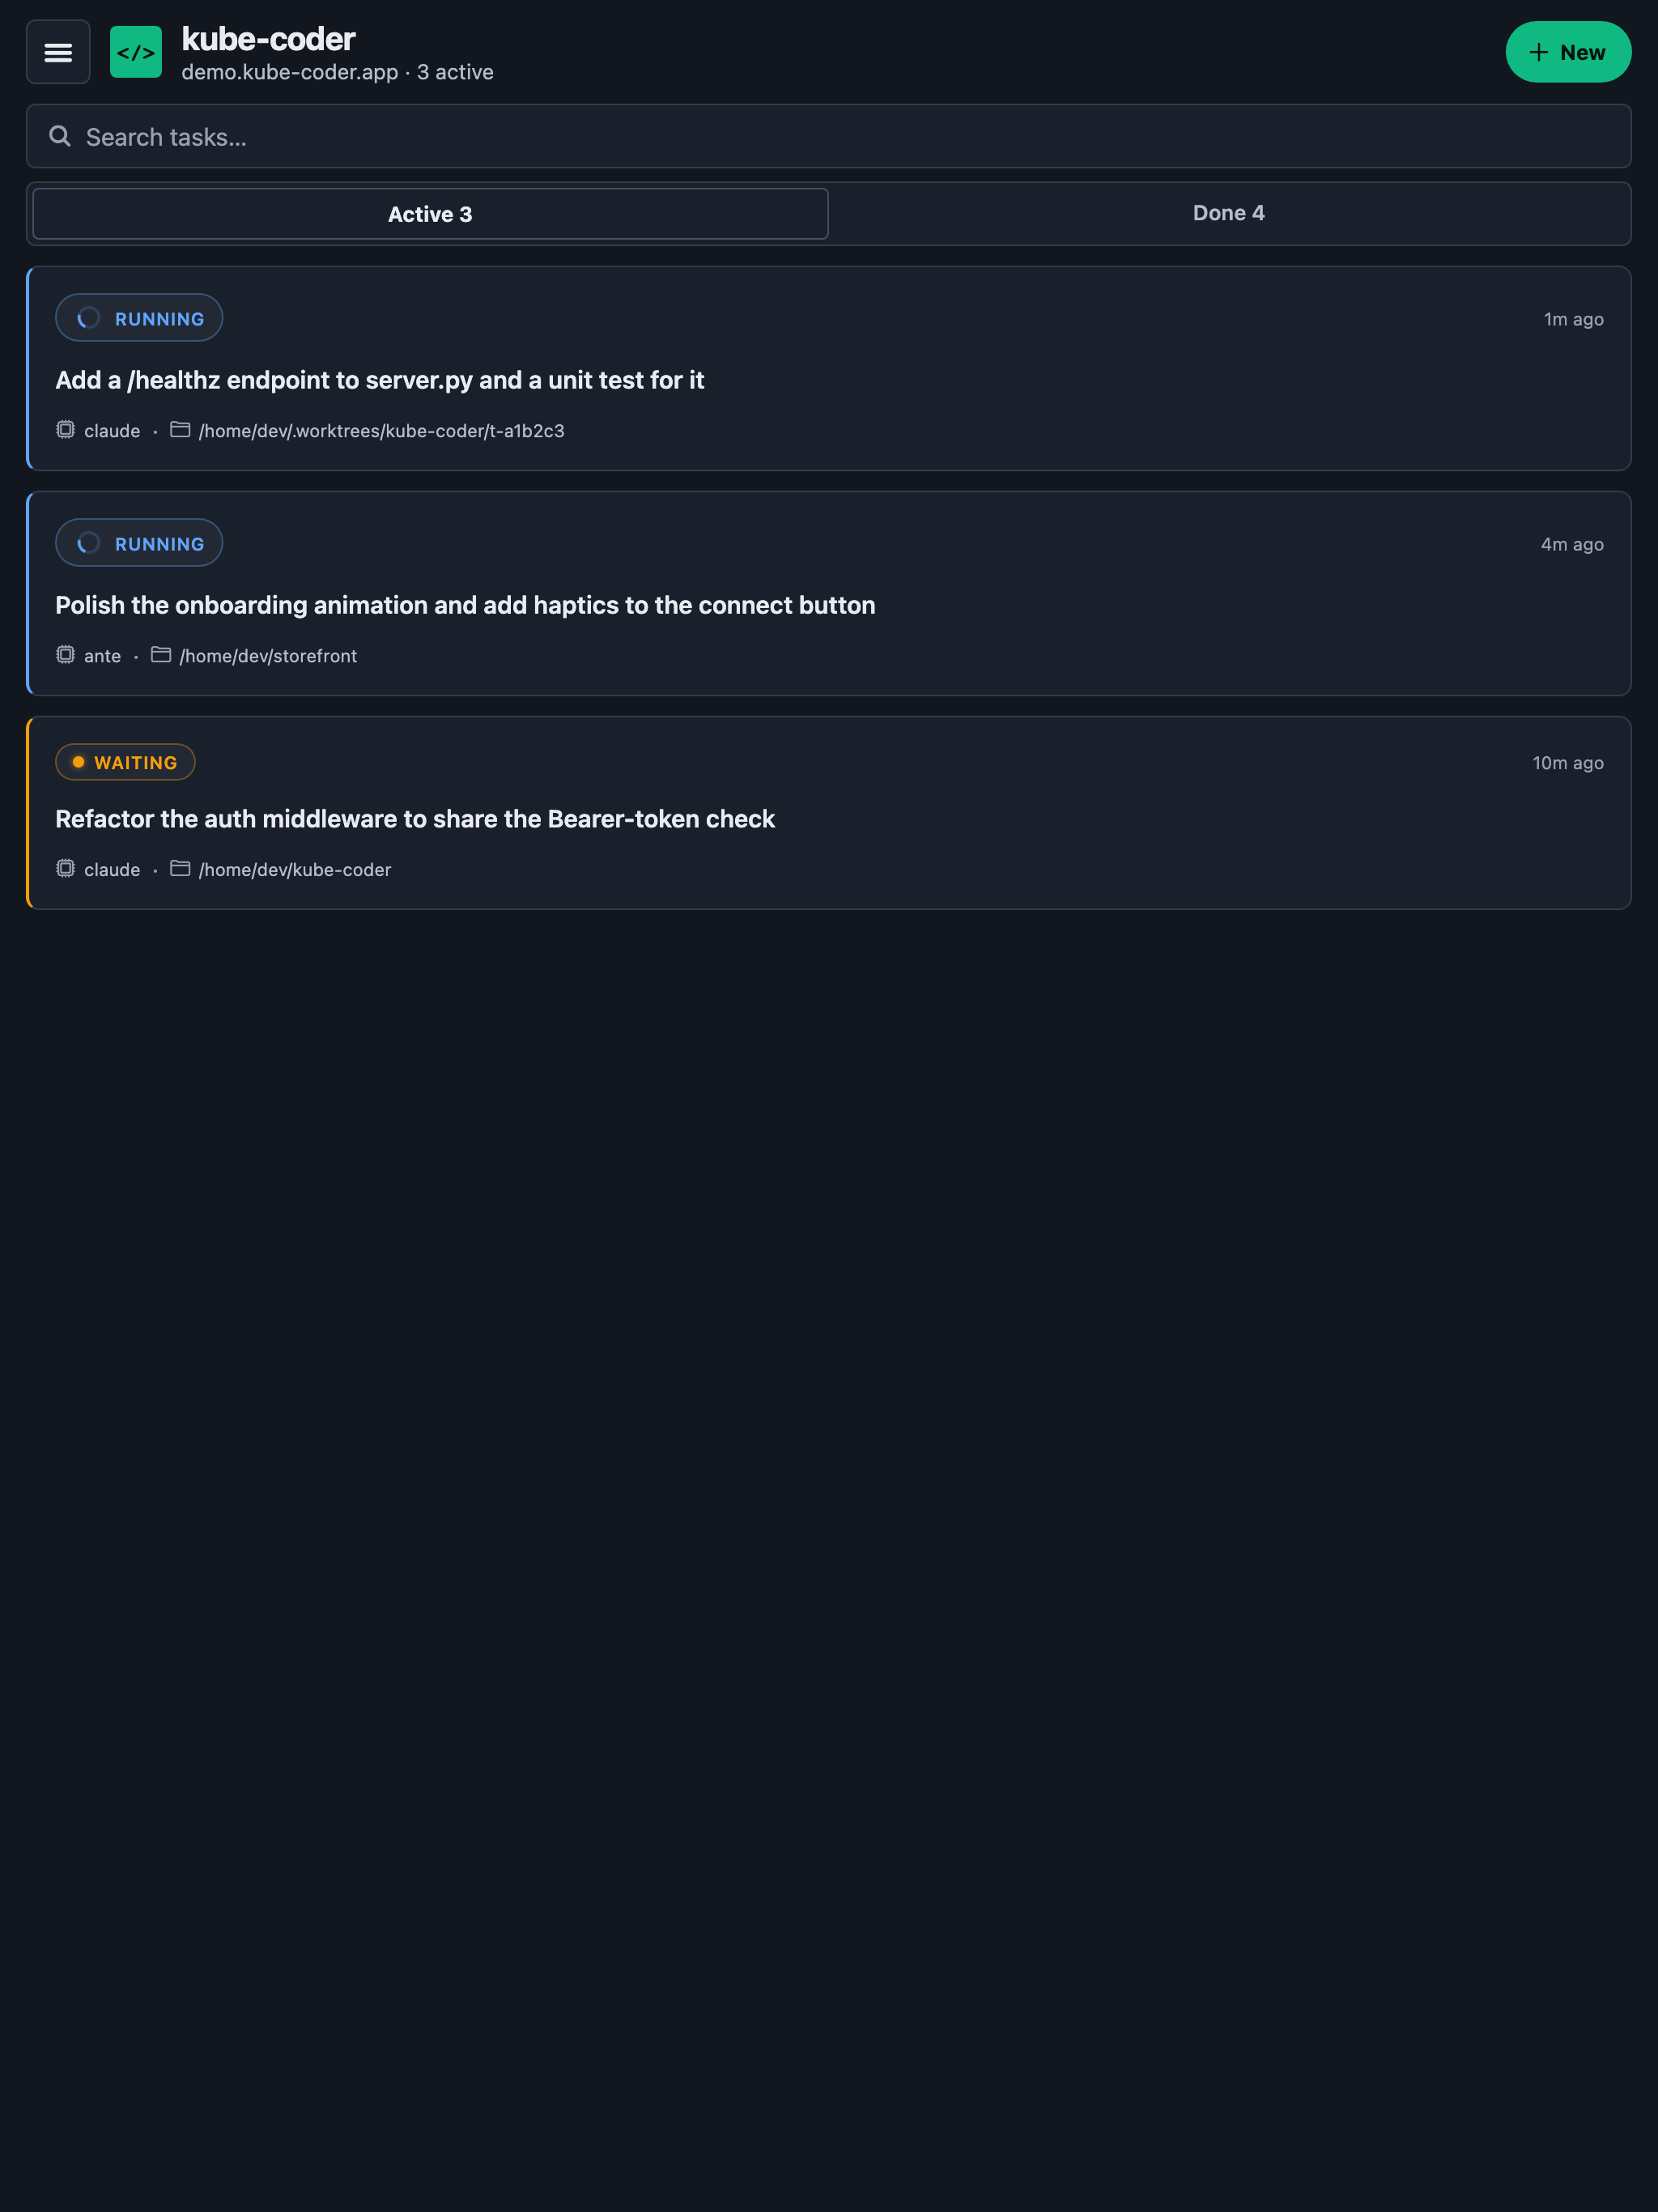 </>
kube-coder
demo.kube-coder.app · 3 active
+ New
Search tasks...
Active 3
Done 4
RUNNING
1m ago
Add a /healthz endpoint to server.py and a unit test for it
claude · /home/dev/.worktrees/kube-coder/t-a1b2c3
RUNNING
4m ago
Polish the onboarding animation and add haptics to the connect button
ante · /home/dev/storefront
WAITING
10m ago
Refactor the auth middleware to share the Bearer-token check
claude · /home/dev/kube-coder